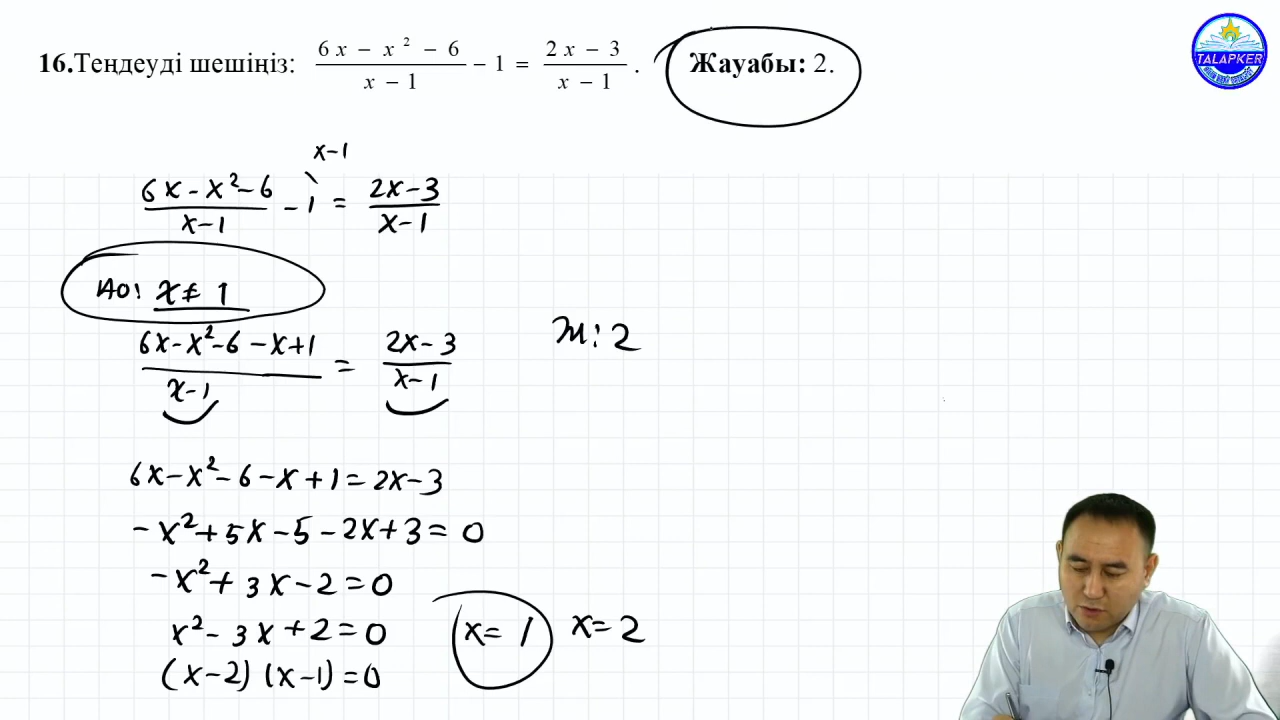 16.Теңдеуді шешіңіз: (6x − x² − 6)/(x − 1) − 1 = (2x − 3)/(x − 1) . Жауабы: 2.
TALAPKER
x−1
(6x − x² − 6)/(x−1) − 1 = (2x−3)/(x−1)
АО: x ≠ 1
(6x − x² − 6 − x + 1)/(x−1) = (2x−3)/(x−1)
Ж: 2
6x − x² − 6 − x + 1 = 2x − 3
− x² + 5x − 5 − 2x + 3 = 0
− x² + 3x − 2 = 0
x² − 3x + 2 = 0 x = 1 x = 2
(x−2) (x−1) = 0